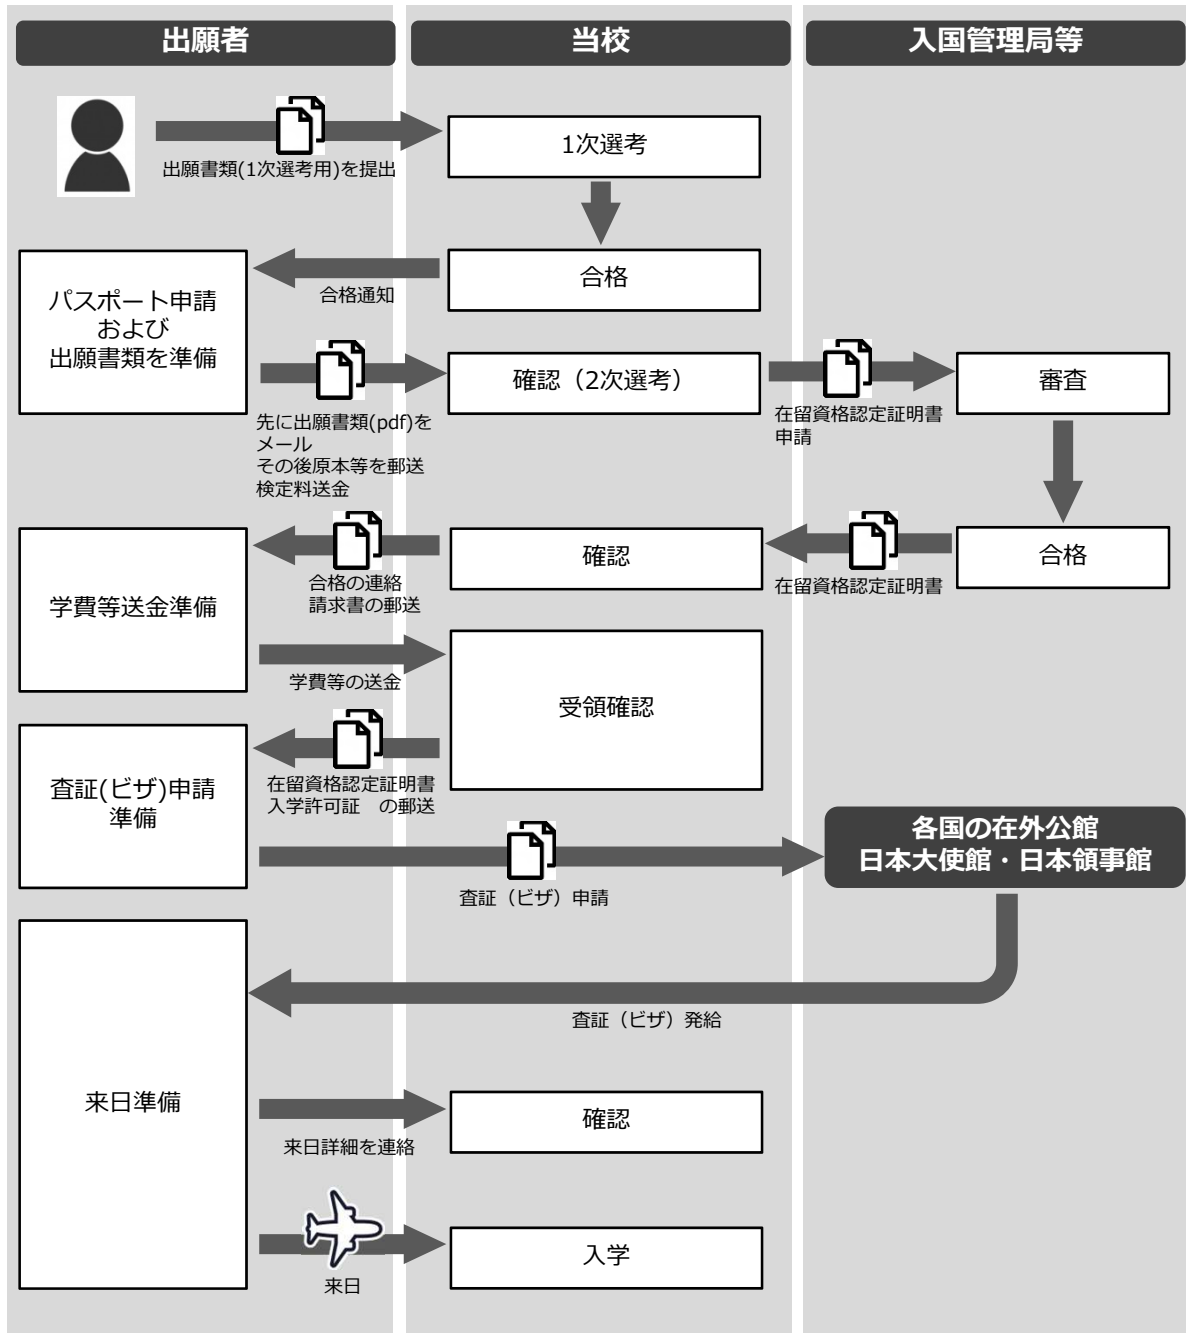 出願者
当校
入国管理局等
出願書類(1次選考用)を提出
1次選考
合格
合格通知
パスポート申請
および
出願書類を準備
先に出願書類(pdf)を
メール
その後原本等を郵送
検定料送金
確認（2次選考）
在留資格認定証明書
申請
審査
合格
在留資格認定証明書
確認
合格の連絡
請求書の郵送
学費等送金準備
学費等の送金
受領確認
在留資格認定証明書
入学許可証　の郵送
査証(ビザ)申請
準備
査証（ビザ）申請
各国の在外公館
日本大使館・日本領事館
査証（ビザ）発給
来日準備
来日詳細を連絡
確認
来日
入学